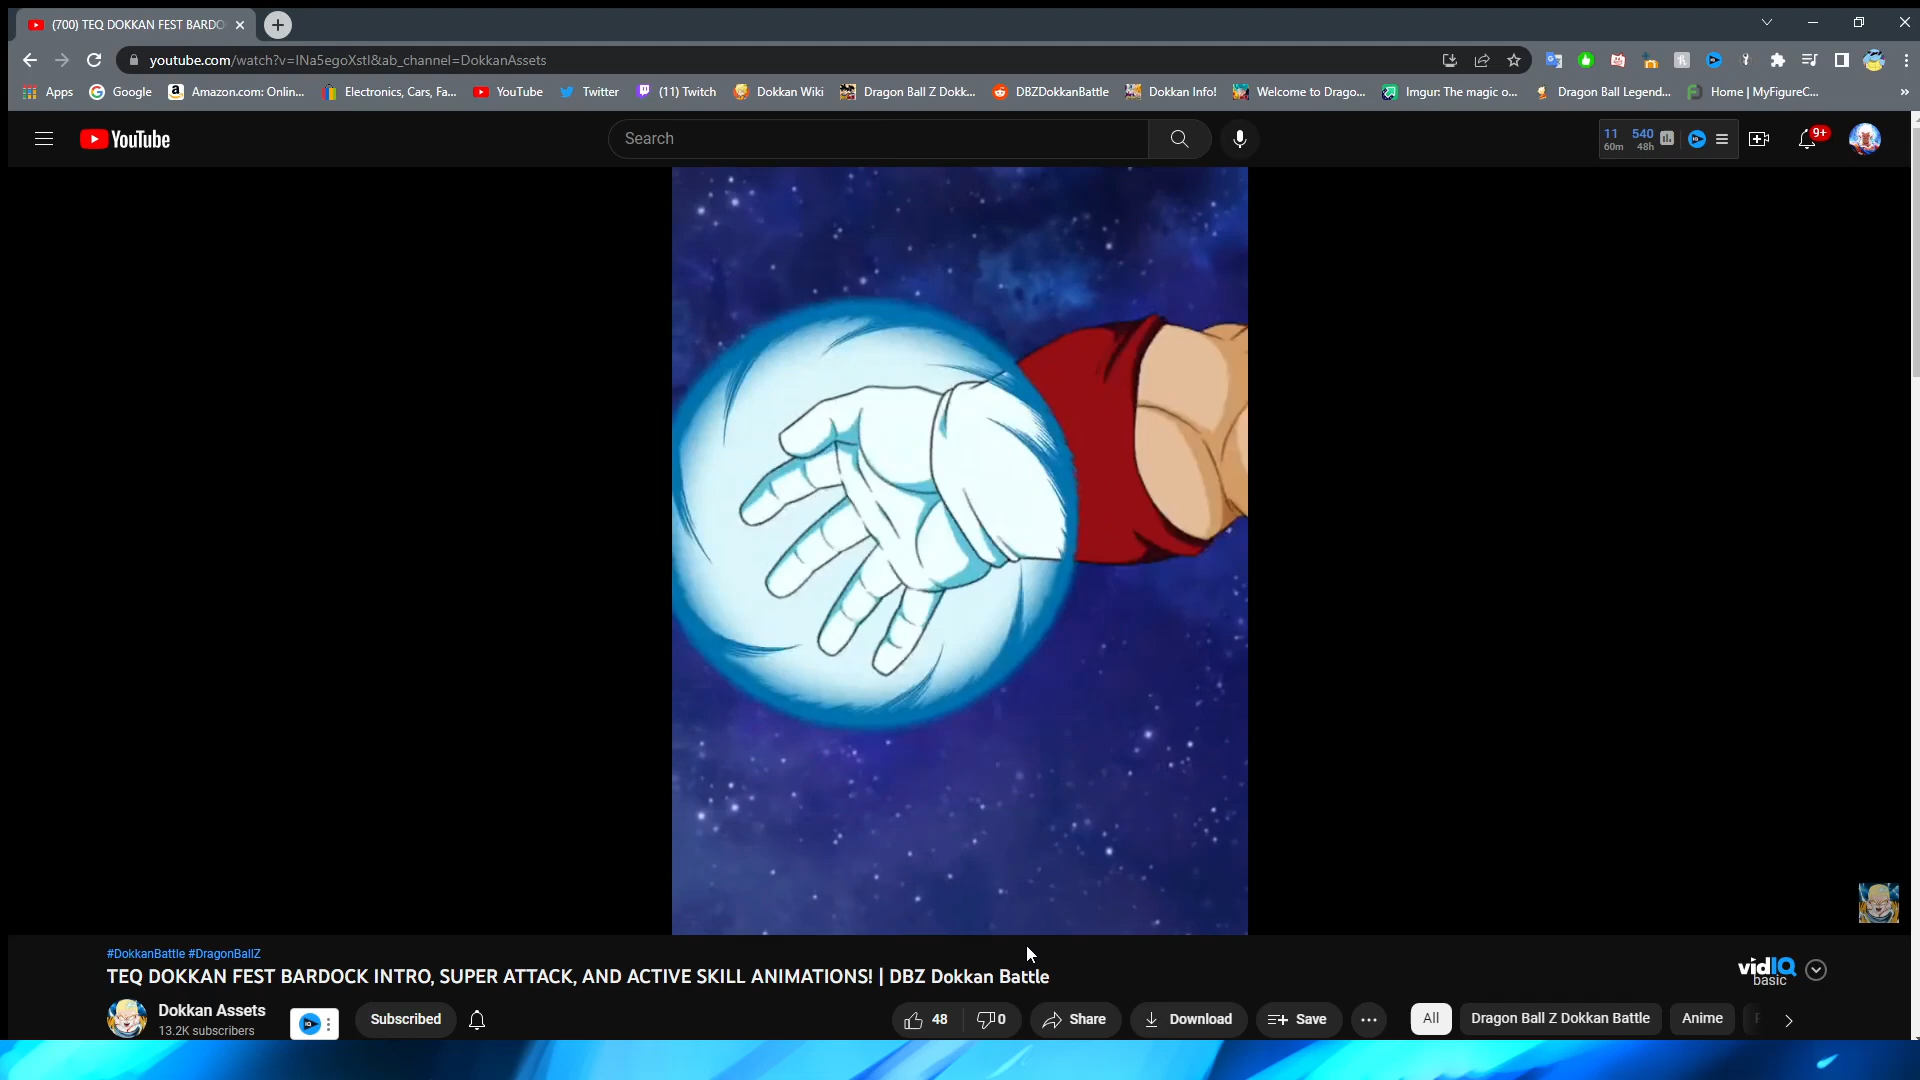 (700) TEQ DOKKAN FEST BARDO
youtube.com/watch?v=INa5egoXstI&ab_channel=DokkanAssets
Apps Google Amazon.com: Onlin... Electronics, Cars, Fa... YouTube Twitter (11) Twitch Dokkan Wiki Dragon Ball Z Dokk... DBZDokkanBattle Dokkan Info! Welcome to Drago... Imgur: The magic o... Dragon Ball Legend... Home | MyFigureC... »
YouTube Search 11 540 9+
60m 48h
#DokkanBattle #DragonBallZ
TEQ DOKKAN FEST BARDOCK INTRO, SUPER ATTACK, AND ACTIVE SKILL ANIMATIONS! | DBZ Dokkan Battle
vidIQ
basic
Dokkan Assets
13.2K subscribers
Subscribed 48 0 Share Download Save All Dragon Ball Z Dokkan Battle Anime